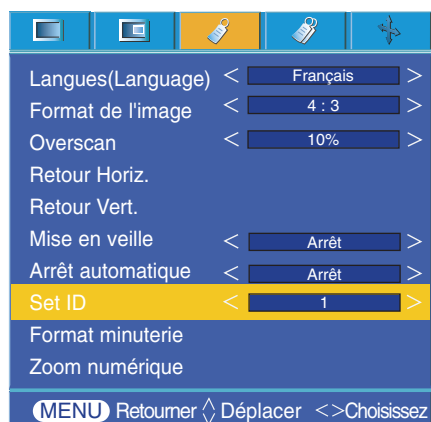 Langues(Language) < Français >
Format de l'image < 4 : 3 >
Overscan < 10% >
Retour Horiz.
Retour Vert.
Mise en veille < Arrêt >
Arrêt automatique < Arrêt >
Set ID < 1 >
Format minuterie
Zoom numérique
MENU Retourner ◇ Déplacer <>Choisissez